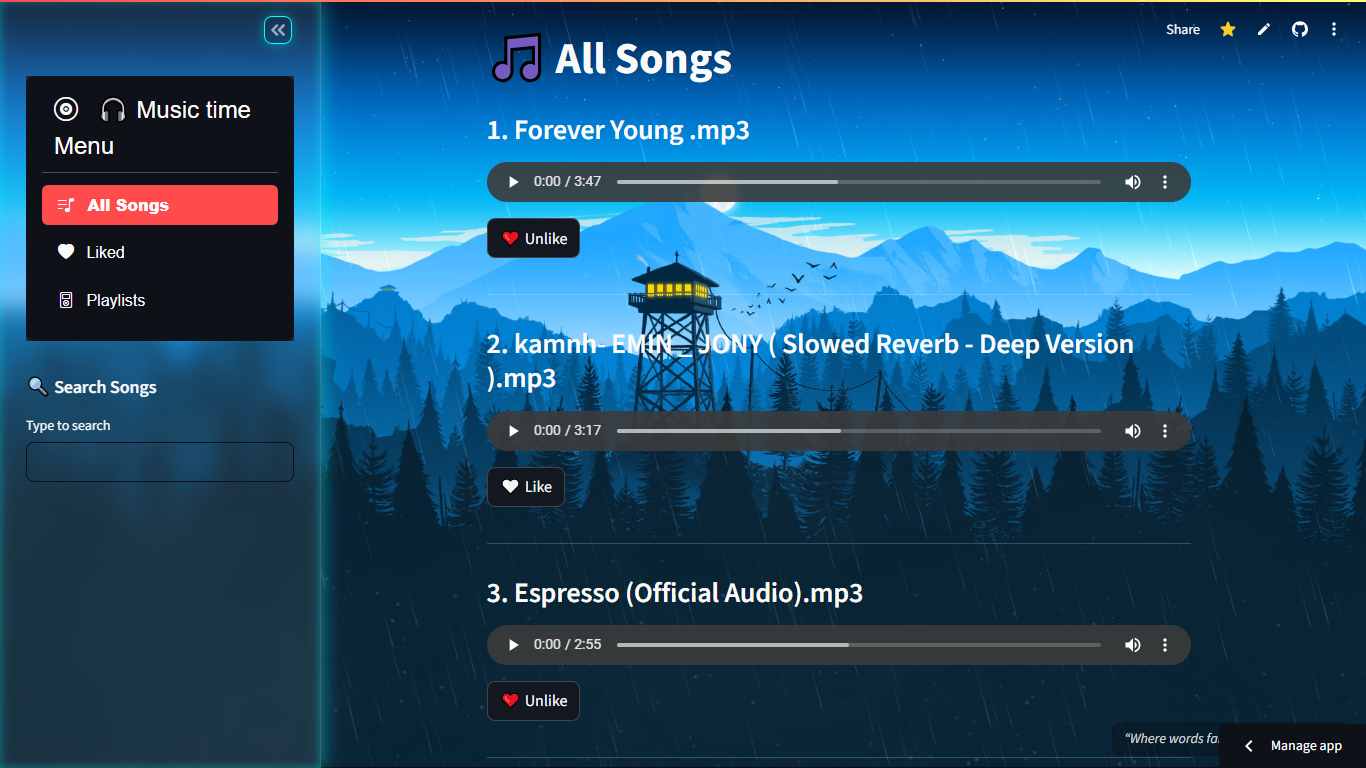 Share
Music time
Menu
All Songs
Liked
Playlists
Search Songs
Type to search
All Songs
1. Forever Young .mp3
0:00 / 3:47
Unlike
2. kamnh- EMIN _ JONY ( Slowed Reverb - Deep Version
).mp3
0:00 / 3:17
Like
3. Espresso (Official Audio).mp3
0:00 / 2:55
Unlike
“Where words
Manage app